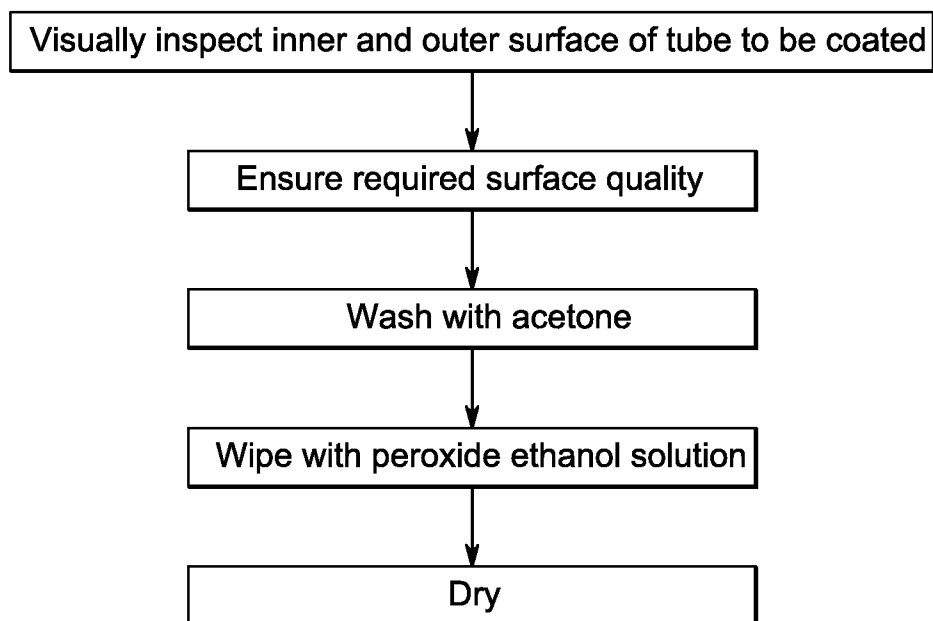 Visually inspect inner and outer surface of tube to be coated
Ensure required surface quality
Wash with acetone
Wipe with peroxide ethanol solution
Dry